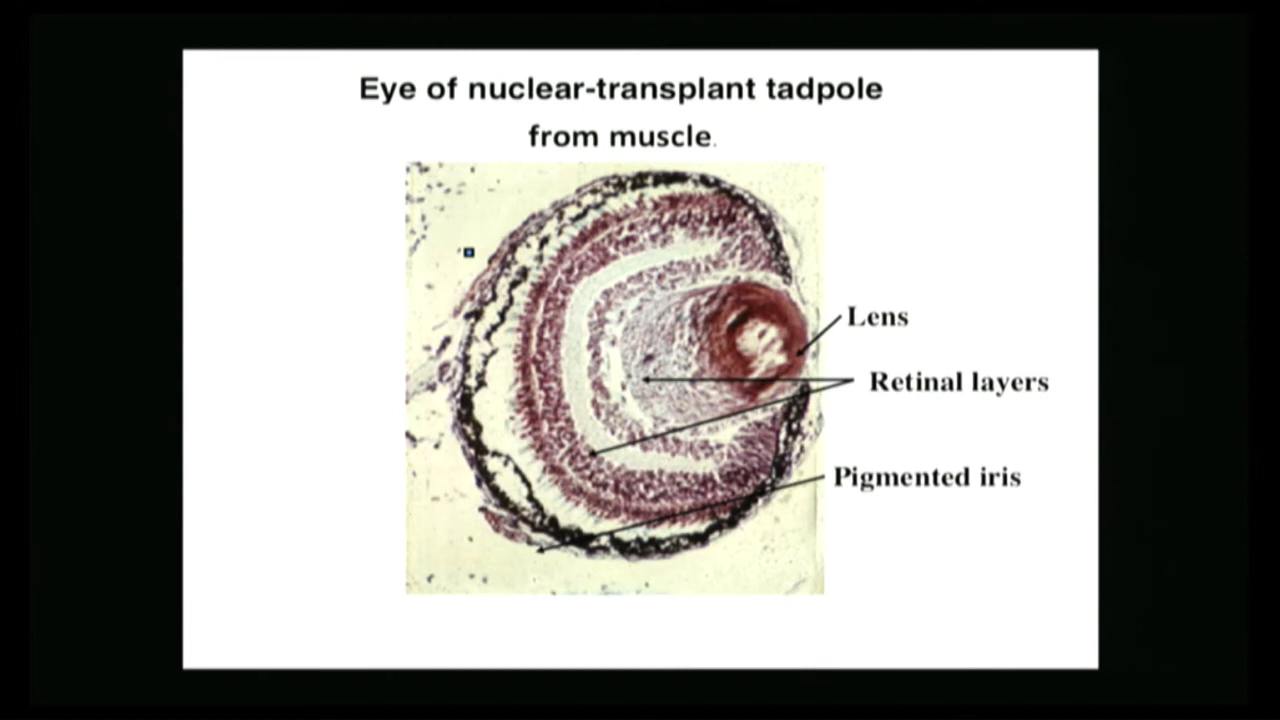 Eye of nuclear-transplant tadpole
from muscle.
Lens
Retinal layers
Pigmented iris